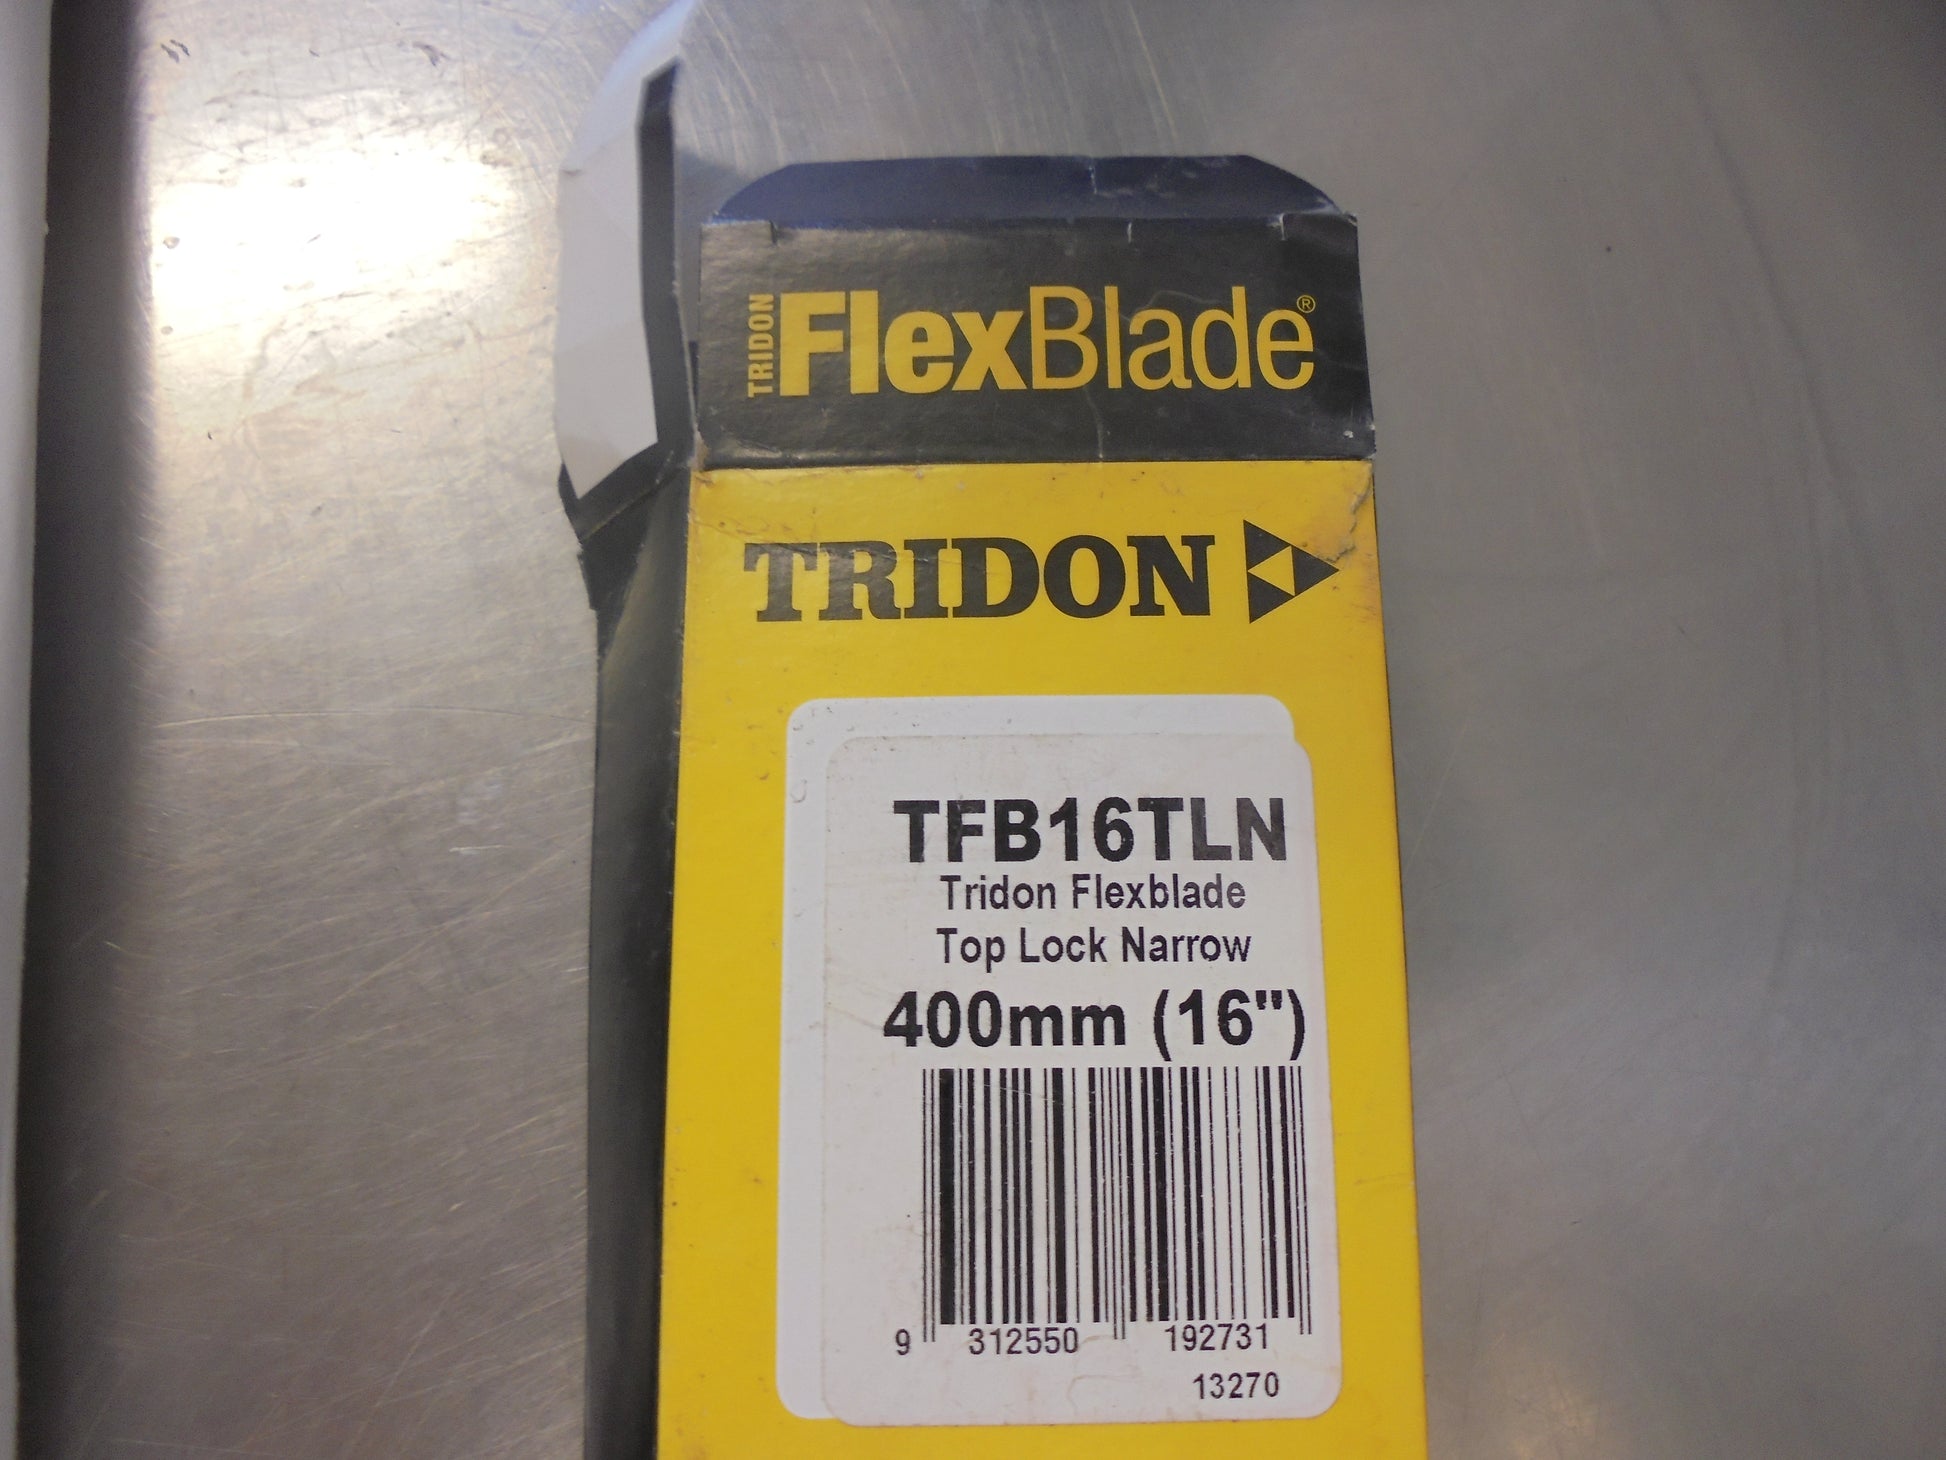 TRIDON FlexBlade®
TRIDON
TFB16TLN
Tridon Flexblade
Top Lock Narrow
400mm (16")
9 312550 192731
13270